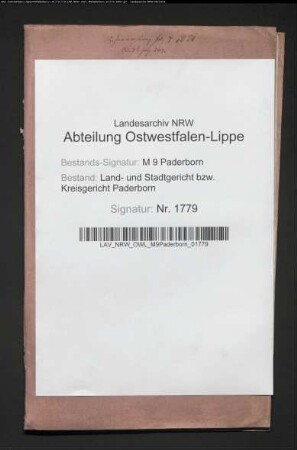 Landesarchiv NRW
Abteilung Ostwestfalen-Lippe
Bestands-Signatur: M 9 Paderborn
Bestand: Land- und Stadtgericht bzw.
Kreisgericht Paderborn
Signatur: Nr. 1779
LAV_NRW_OWL_M9Paderborn_01779